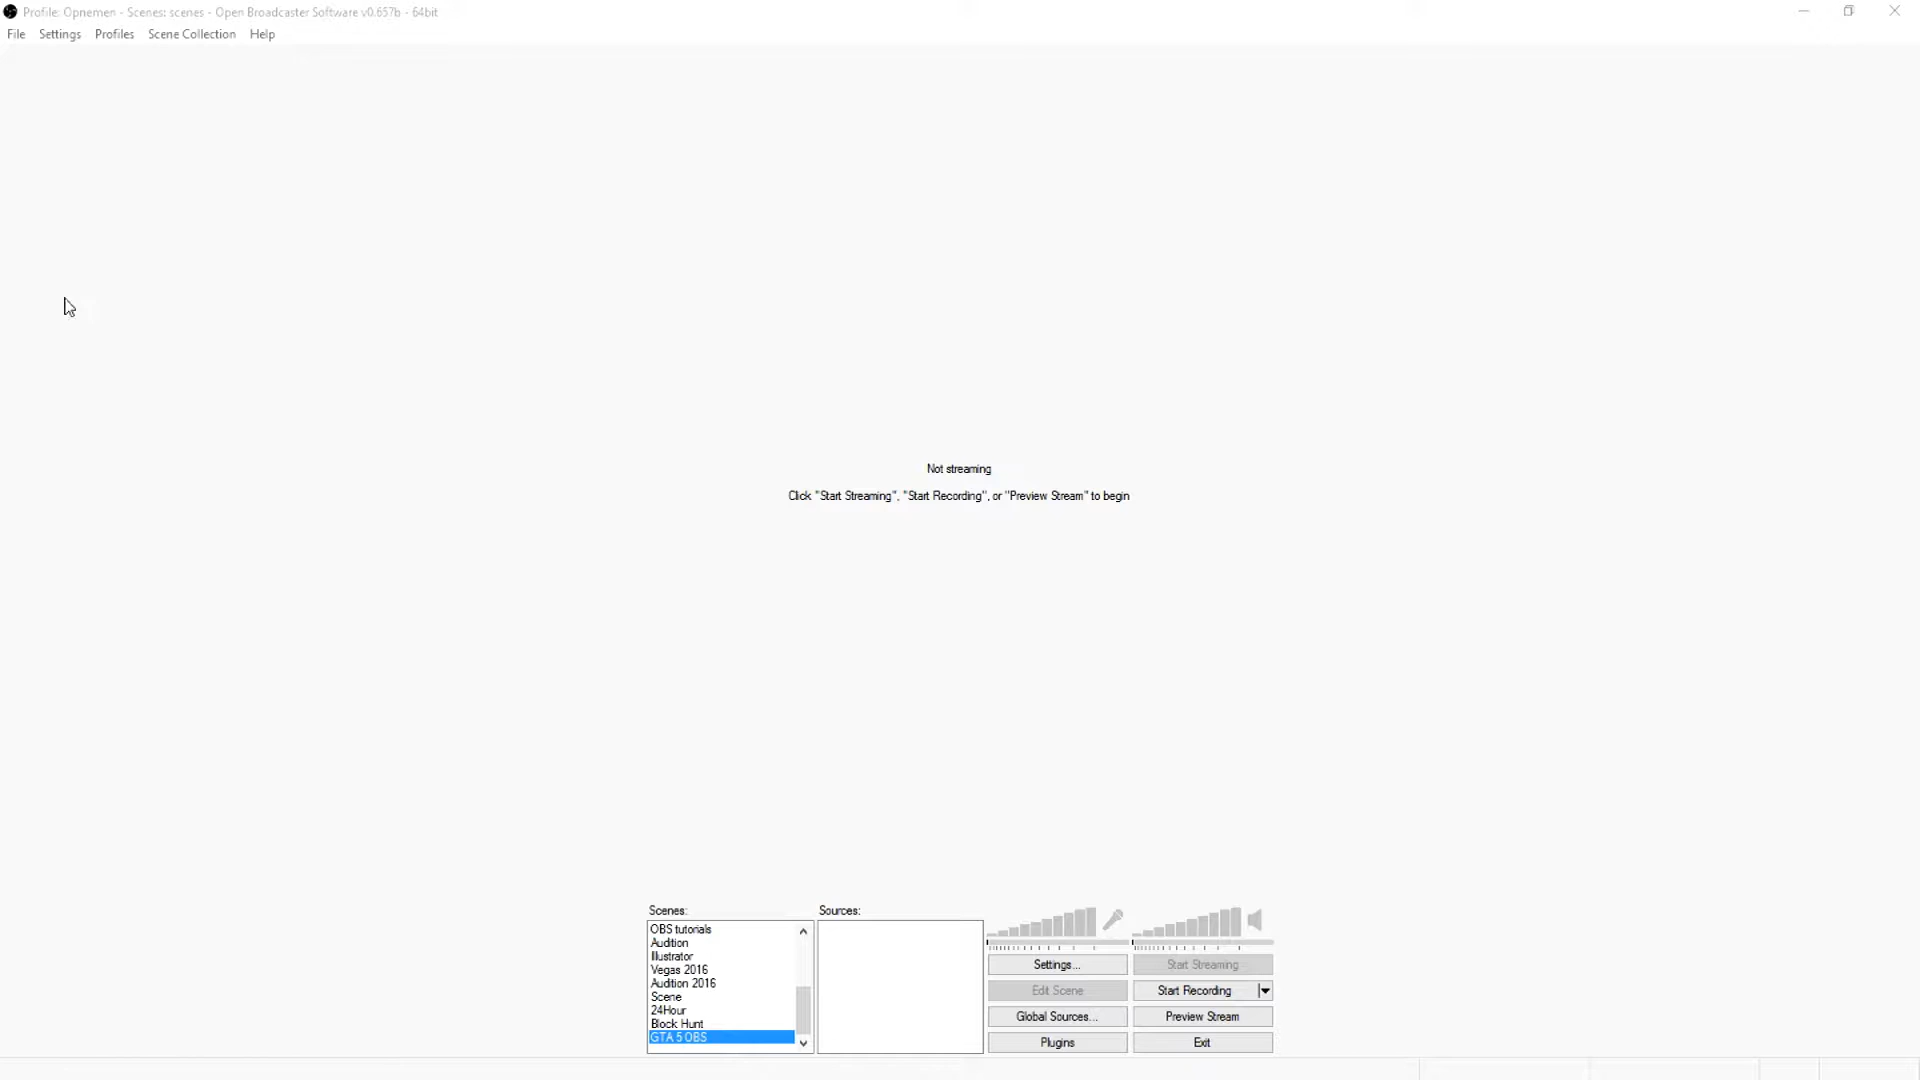 Profile: Opnemen - Scenes: scenes - Open Broadcaster Software v0.657b - 64bit
File Settings Profiles Scene Collection Help
Not streaming
Click "Start Streaming", "Start Recording", or "Preview Stream" to begin
Scenes:
OBS tutorials
Audition
Illustrator
Vegas 2016
Audition 2016
Scene
24Hour
Block Hunt
GTA 5 OBS
Sources:
Settings...
Start Streaming
Edit Scene
Start Recording
Global Sources...
Preview Stream
Plugins
Exit